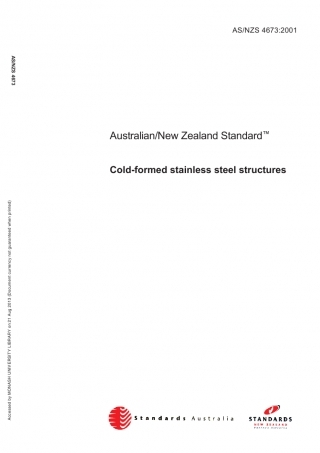 AS/NZS 4673:2001
AS/NZS 4673
Australian/New Zealand Standard™
Cold-formed stainless steel structures
Accessed by MONASH UNIVERSITY LIBRARY on 21 Aug 2013 (Document currency not guaranteed when printed)
Standards Australia
STANDARDS
NEW ZEALAND